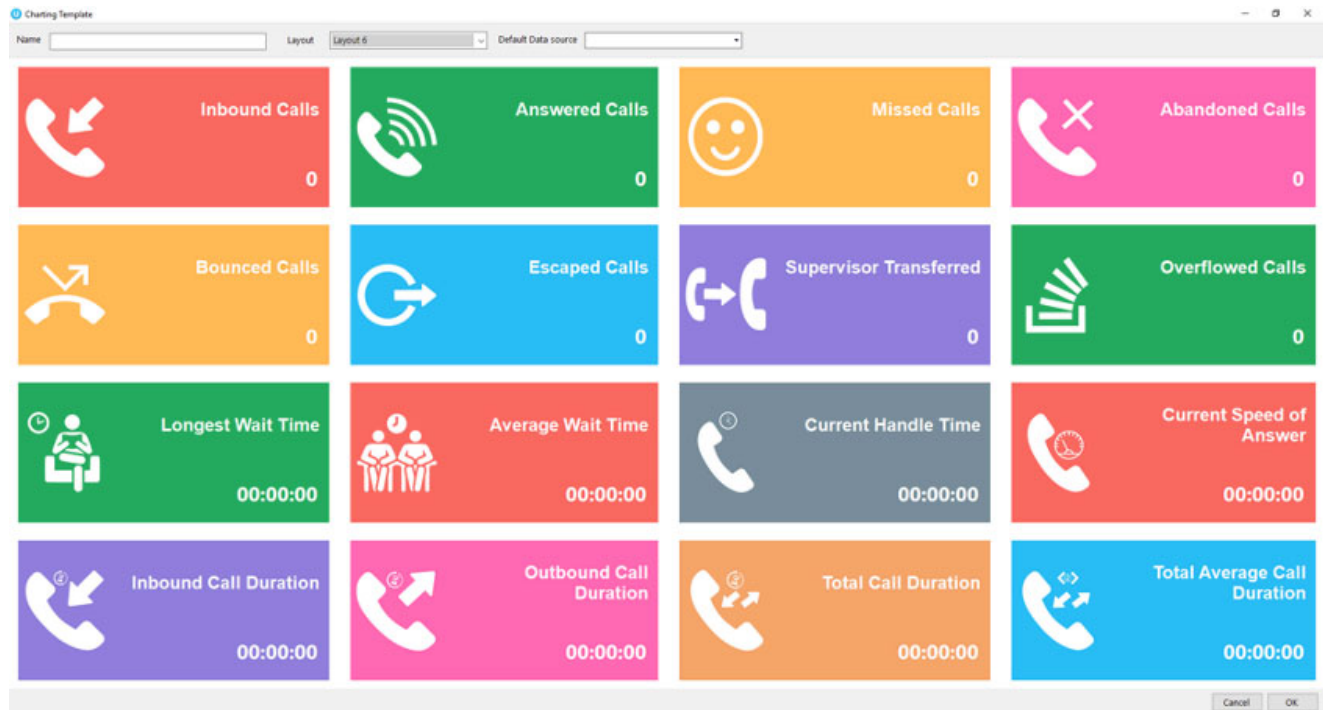 Charting Template
Name Layout Layout 6 Default Data source
Inbound Calls
0
Answered Calls
0
Missed Calls
0
Abandoned Calls
0
Bounced Calls
0
Escaped Calls
0
Supervisor Transferred
0
Overflowed Calls
0
Longest Wait Time
00:00:00
Average Wait Time
00:00:00
Current Handle Time
00:00:00
Current Speed of
Answer
00:00:00
Inbound Call Duration
00:00:00
Outbound Call
Duration
00:00:00
Total Call Duration
00:00:00
Total Average Call
Duration
00:00:00
Cancel OK